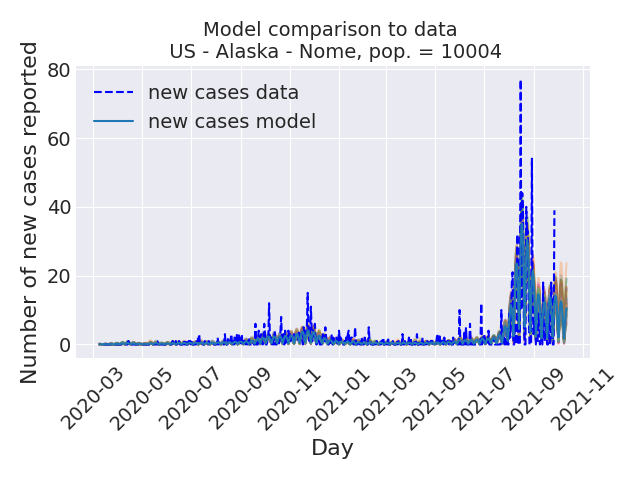 Model comparison to data
US - Alaska - Nome, pop. = 10004
Number of new cases reported
80
60
40
20
0
new cases data
new cases model
2020-03
2020-05
2020-07
2020-09
2020-11
2021-01
2021-03
2021-05
2021-07
2021-09
2021-11
Day